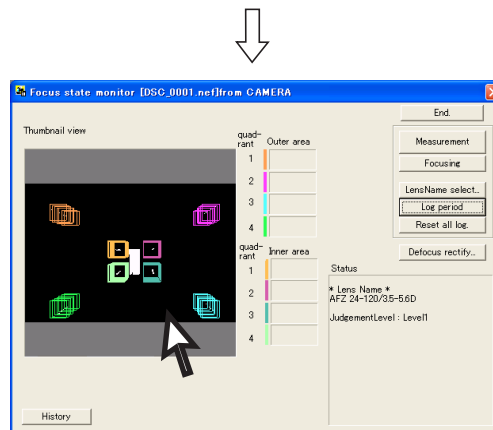 Focus state monitor [DSC_0001.nef]from CAMERA
End.
Thumbnail view
quad-
rant
Outer area
1
2
3
4
Measurement
Focusing
LensName select..
Log period
Reset all log.
quad-
rant
Inner area
1
2
3
4
Defocus rectify...
Status
* Lens Name *
AFZ 24-120/3.5-5.6D
JudgementLevel : Level1
History